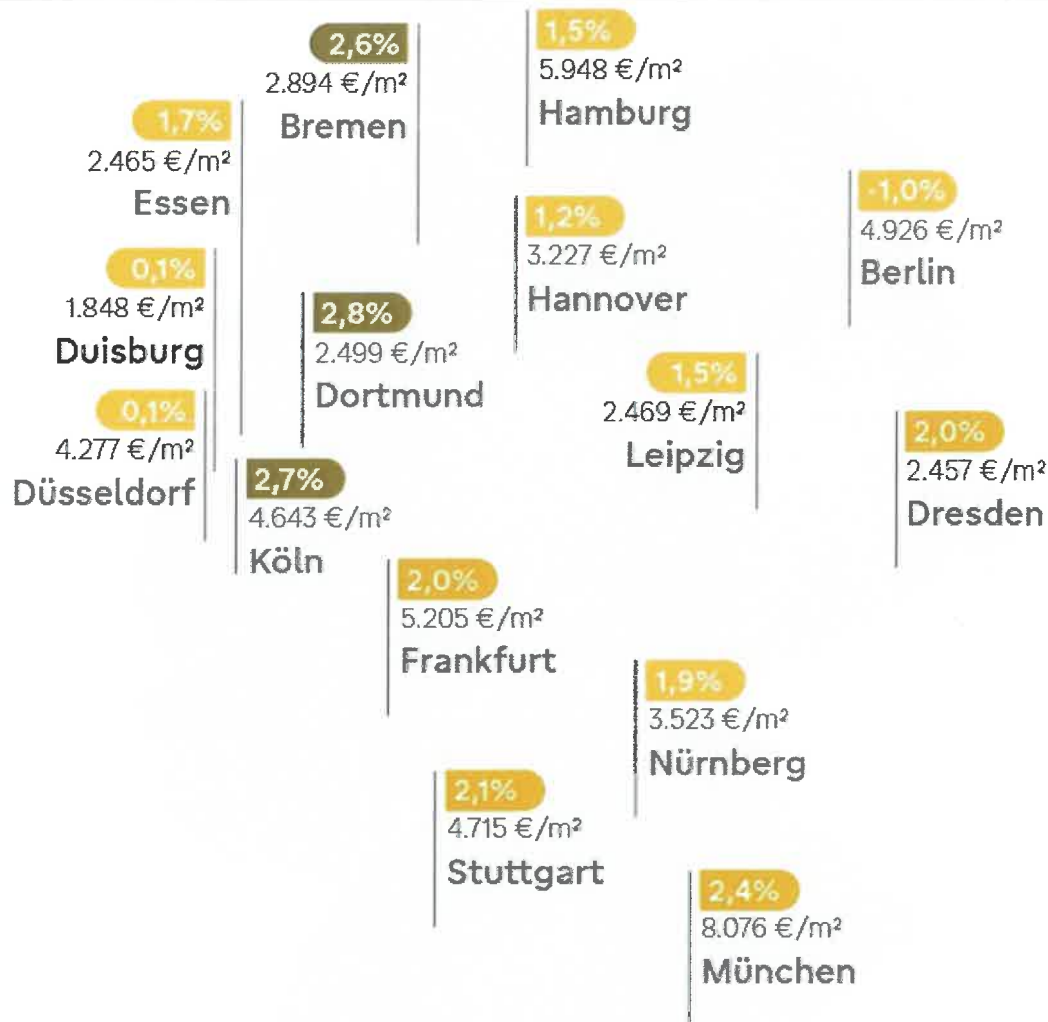 2,6%
2.894 €/m²
Bremen
1,5%
5.948 €/m²
Hamburg
1,7%
2.465 €/m²
Essen
-1,0%
4.926 €/m²
Berlin
1,2%
3.227 €/m²
Hannover
0,1%
1.848 €/m²
Duisburg
2,8%
2.499 €/m²
Dortmund
1,5%
2.469 €/m²
Leipzig
0,1%
4.277 €/m²
Düsseldorf
2,0%
2.457 €/m²
Dresden
2,7%
4.643 €/m²
Köln
2,0%
5.205 €/m²
Frankfurt
1,9%
3.523 €/m²
Nürnberg
2,1%
4.715 €/m²
Stuttgart
2,4%
8.076 €/m²
München